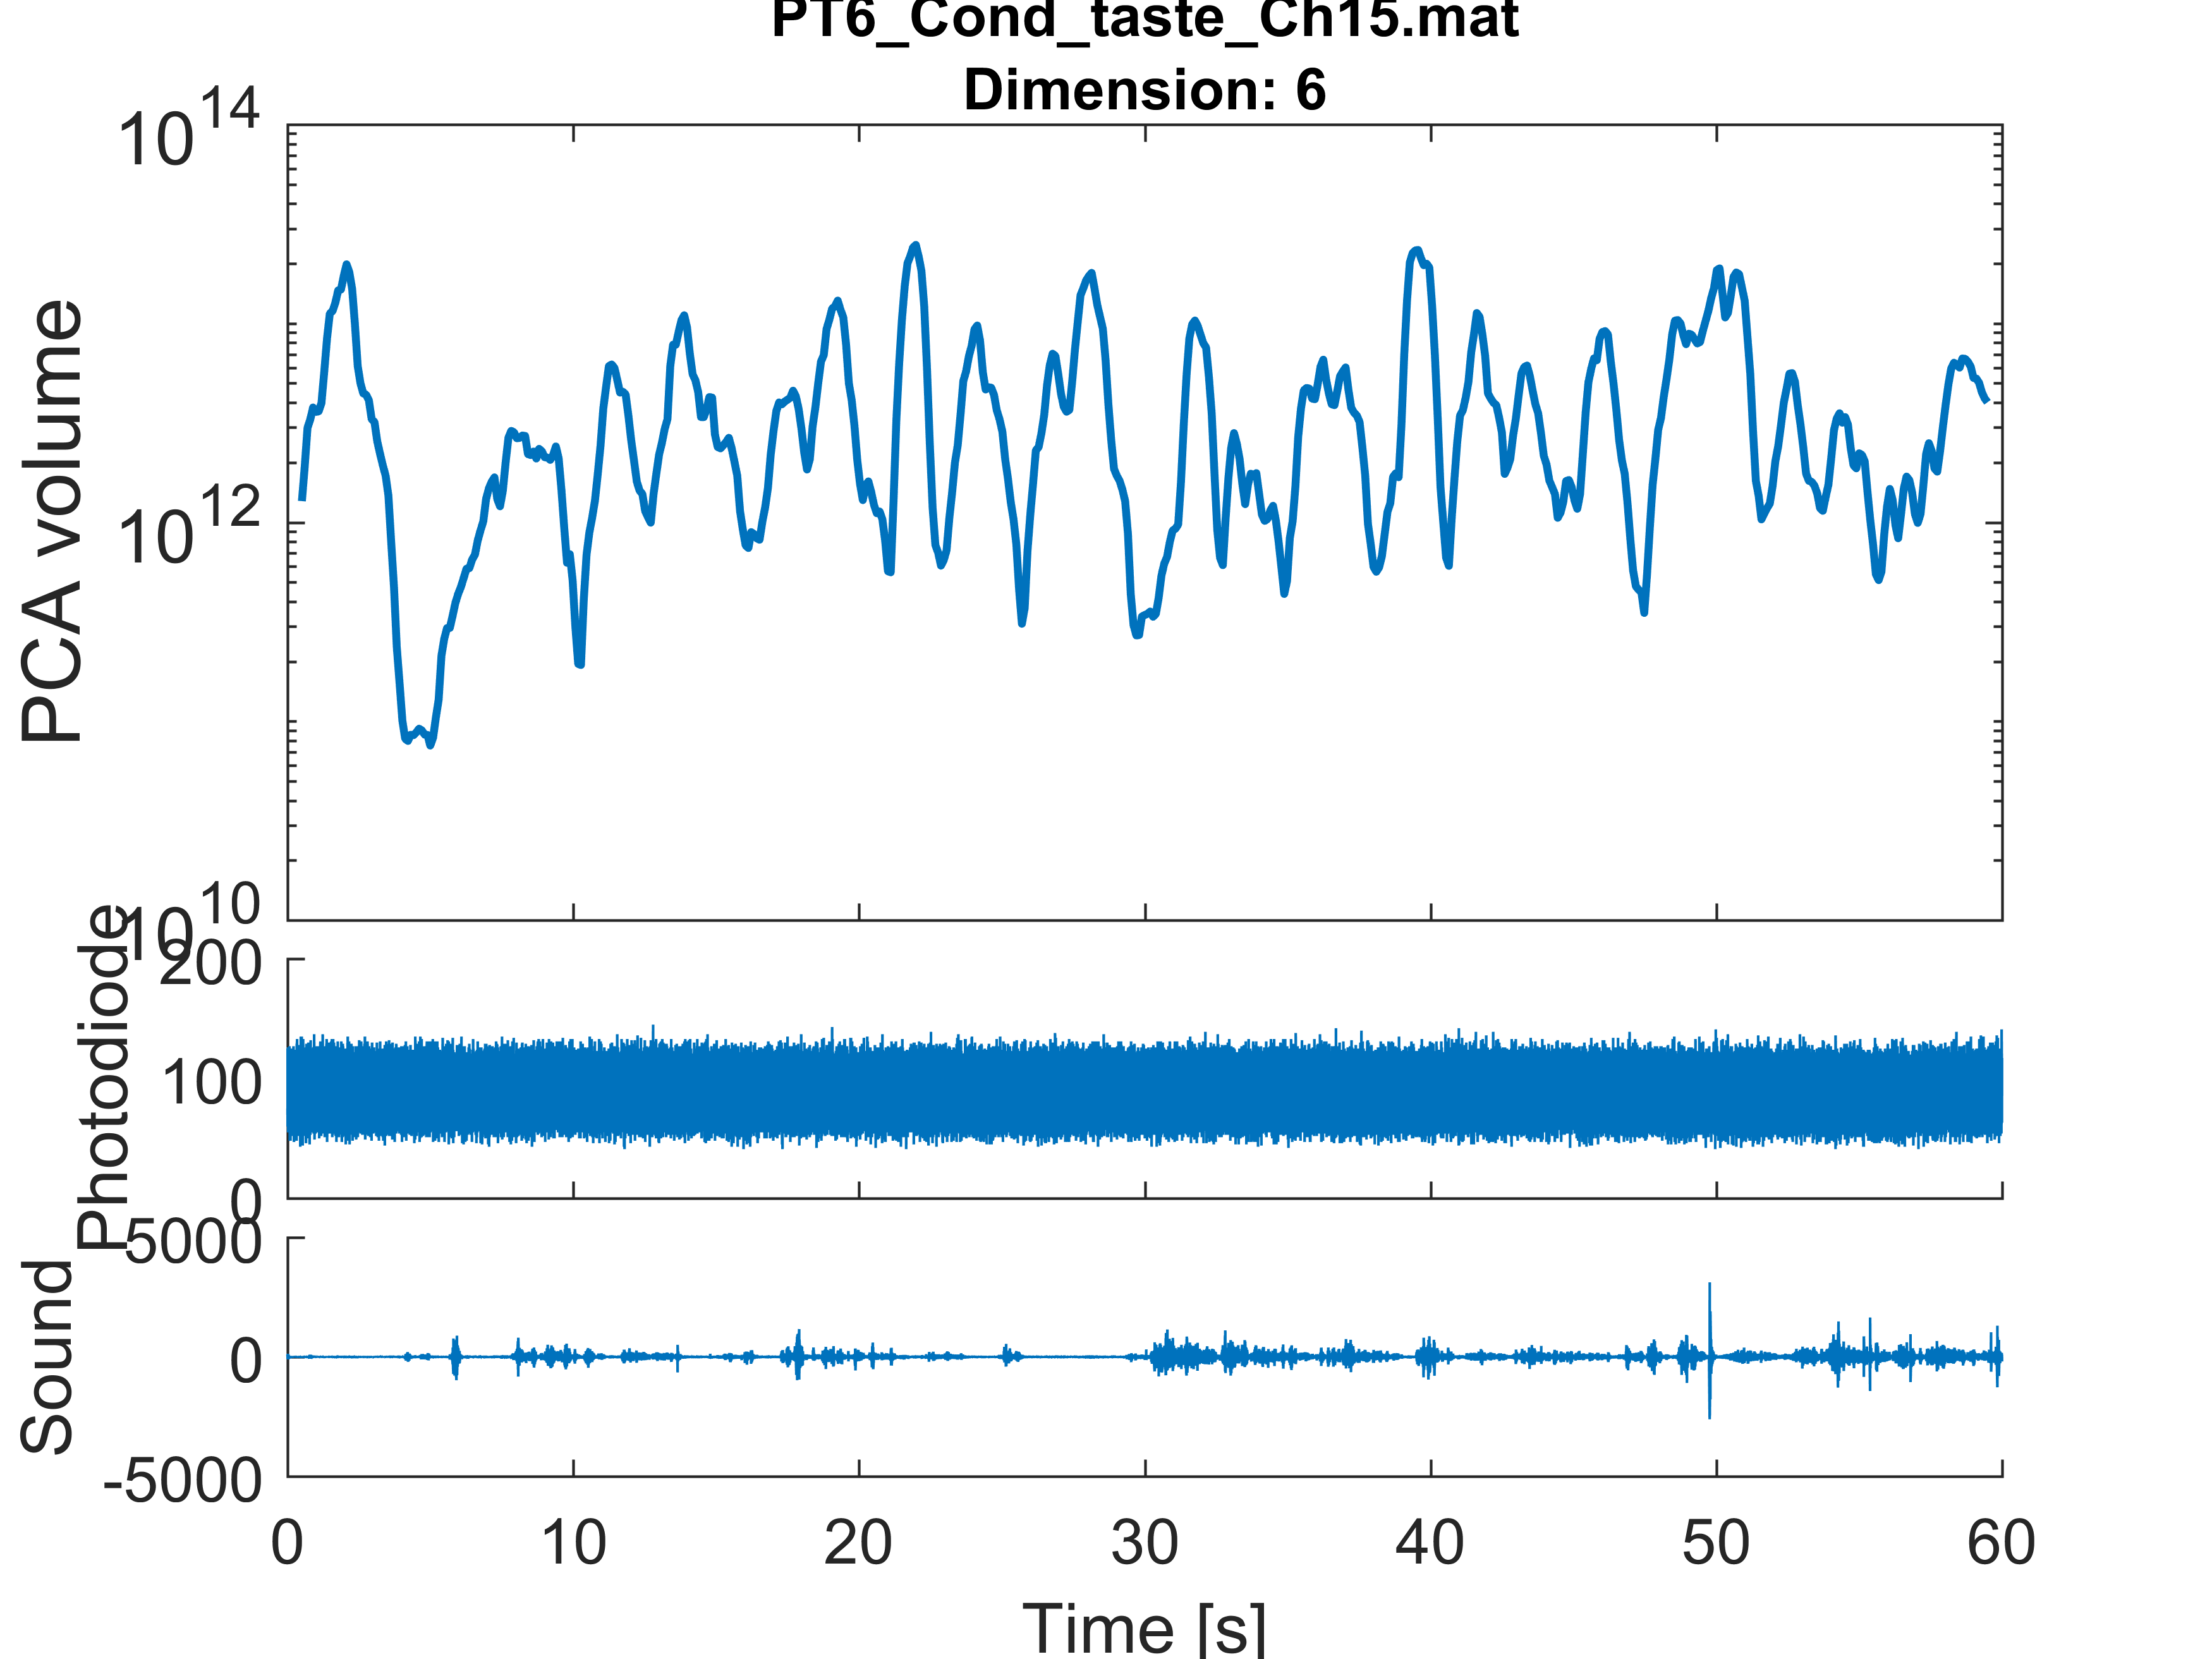 PT6_Cond_taste_Ch15.mat
Dimension: 6
PCA volume
10^14
10^12
10^10
Photodiode
200
100
0
Sound
5000
0
-5000
0 10 20 30 40 50 60
Time [s]